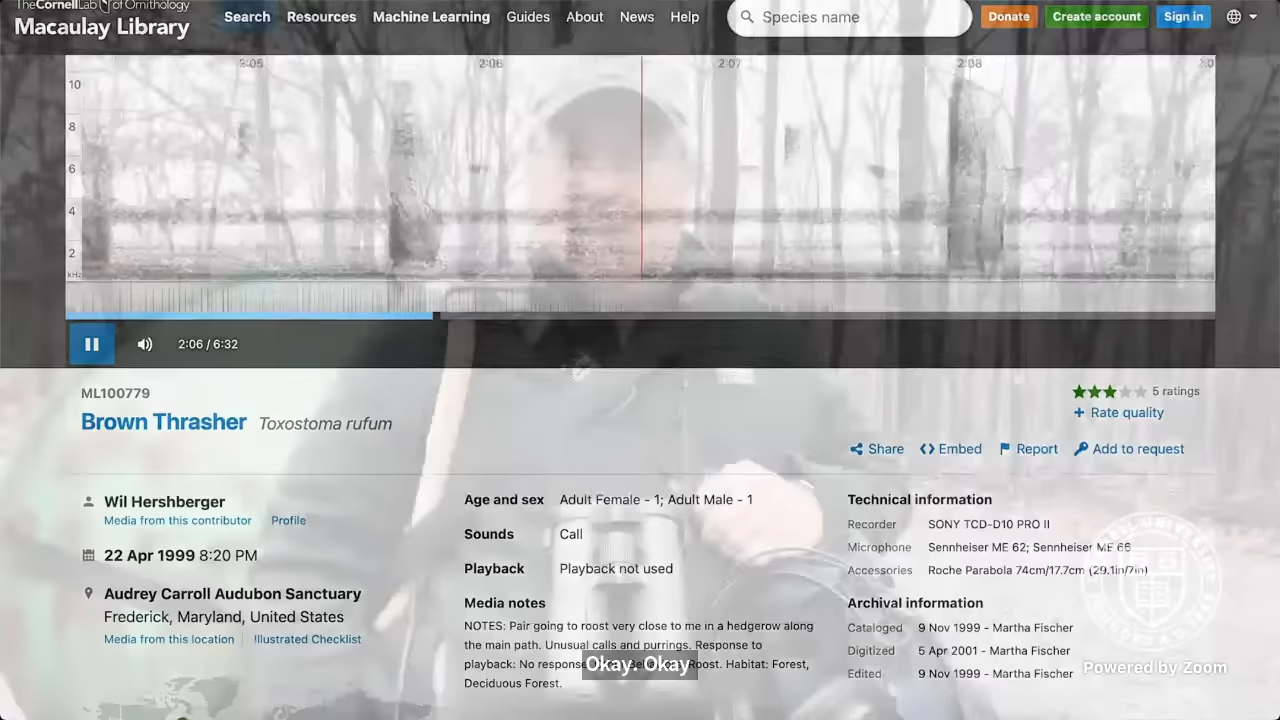 TheCornellLab of Ornithology
Macaulay Library
Search Resources Machine Learning Guides About News Help
Species name
Donate Create account Sign in
2:05 2:06 2:07 2:08
10
8
6
4
2
kHz
2:06 / 6:32
ML100779
Brown Thrasher Toxostoma rufum
5 ratings
+ Rate quality
Share Embed Report Add to request
Wil Hershberger
Media from this contributor Profile
22 Apr 1999 8:20 PM
Audrey Carroll Audubon Sanctuary
Frederick, Maryland, United States
Media from this location Illustrated Checklist
Age and sex Adult Female - 1; Adult Male - 1
Sounds Call
Playback Playback not used
Media notes
NOTES: Pair going to roost very close to me in a hedgerow along
the main path. Unusual calls and purrings. Response to
playback: No response Roost. Habitat: Forest,
Deciduous Forest.
Technical information
Recorder SONY TCD-D10 PRO II
Microphone Sennheiser ME 62; Sennheiser ME 66
Accessories Roche Parabola 74cm/17.7cm (29.1in/7in)
Archival information
Cataloged 9 Nov 1999 - Martha Fischer
Digitized 5 Apr 2001 - Martha Fischer
Edited 9 Nov 1999 - Martha Fischer
Okay. Okay
Powered by Zoom